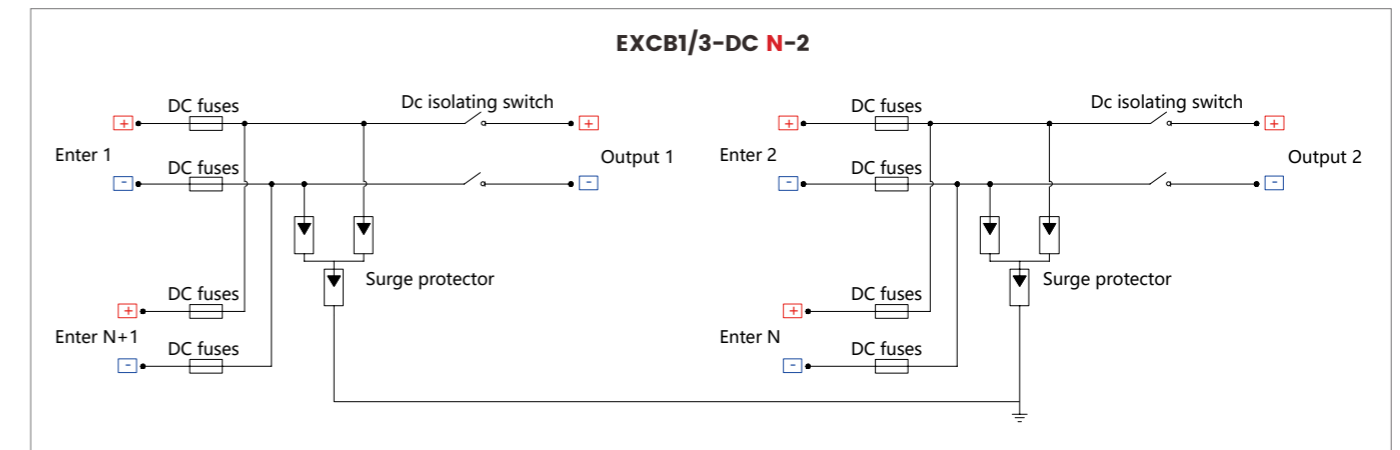 EXCB1/3-DC N-2
DC fuses
Dc isolating switch
+
+
Enter 1
Output 1
DC fuses
-
-
Surge protector
DC fuses
+
Enter N+1
DC fuses
-
DC fuses
Dc isolating switch
+
+
Enter 2
Output 2
DC fuses
-
-
Surge protector
DC fuses
+
Enter N
DC fuses
-